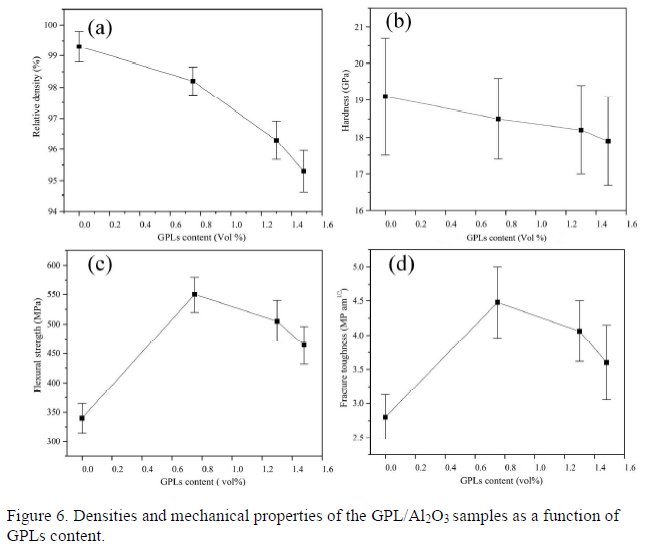 (a)
100
99
98
97
96
95
94
Relative density (%)
0.0 0.2 0.4 0.6 0.8 1.0 1.2 1.4 1.6
GPLs content (Vol %)
(b)
22
21
20
19
18
17
16
Hardness (GPa)
0.0 0.2 0.4 0.6 0.8 1.0 1.2 1.4 1.6
GPLs content (Vol %)
(c)
600
550
500
450
400
350
300
Flexural strength (MPa)
0.0 0.2 0.4 0.6 0.8 1.0 1.2 1.4 1.6
GPLs content ( vol%)
(d)
5.0
4.5
4.0
3.5
3.0
2.5
Fracture toughness (MP am¹ᐟ²)
0.0 0.2 0.4 0.6 0.8 1.0 1.2 1.4 1.6
GPLs content (vol%)
Figure 6. Densities and mechanical properties of the GPL/Al₂O₃ samples as a function of
GPLs content.